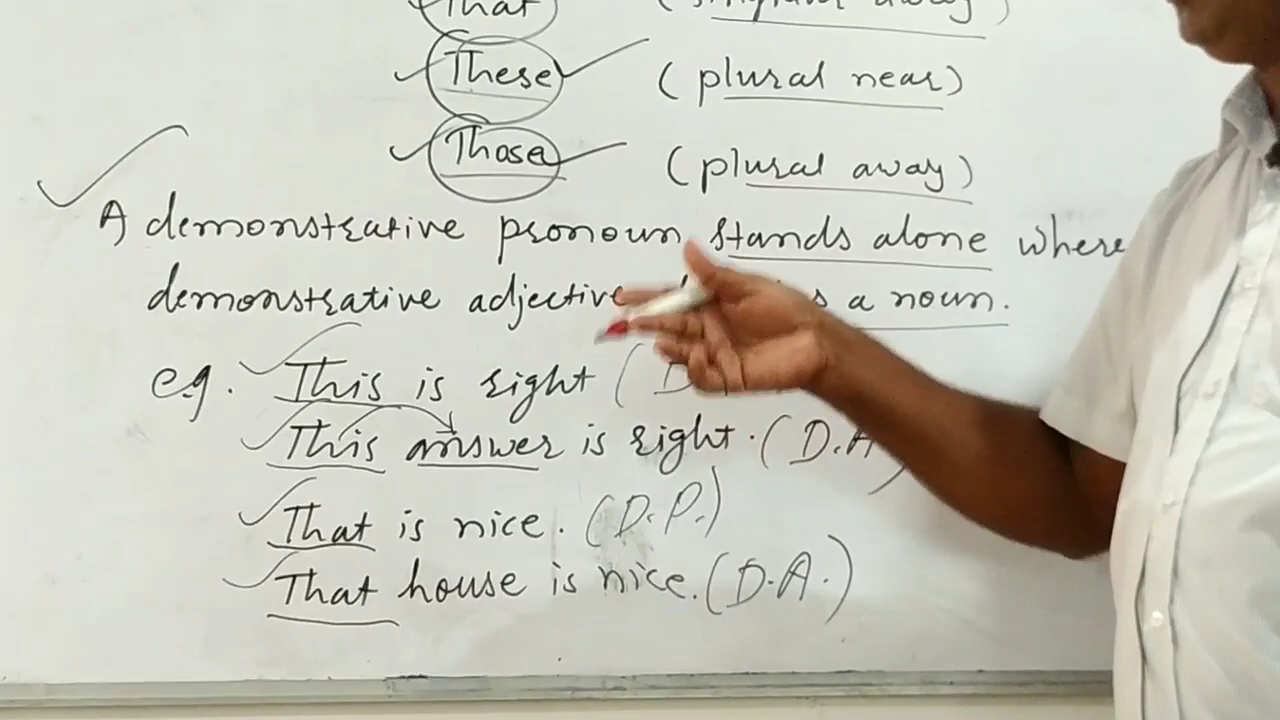 That
These (plural near)
Those (plural away)
A demonstrative pronoun stands alone where
demonstrative adjective a noun.
e.g. This is right (D.
This answer is right. (D.A)
That is nice. (D.P.)
That house is nice. (D.A.)